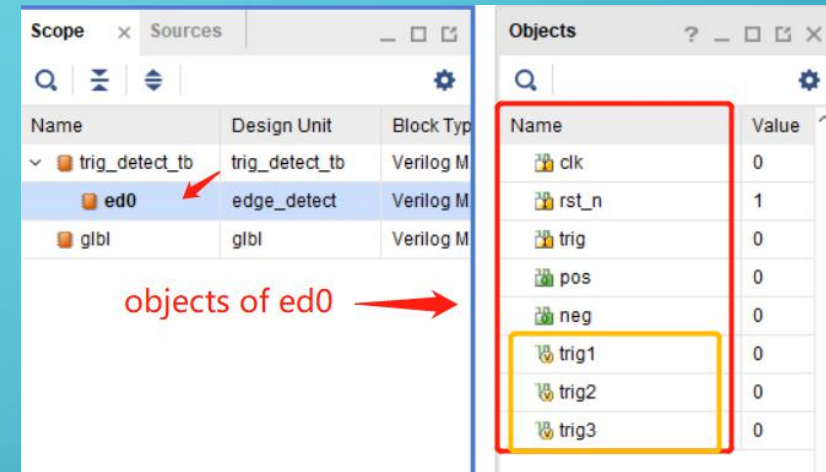 Scope × Sources
Name Design Unit Block Typ
trig_detect_tb trig_detect_tb Verilog M
ed0 edge_detect Verilog M
glbl glbl Verilog M
objects of ed0
Objects ?
Name Value
clk 0
rst_n 1
trig 0
pos 0
neg 0
trig1 0
trig2 0
trig3 0